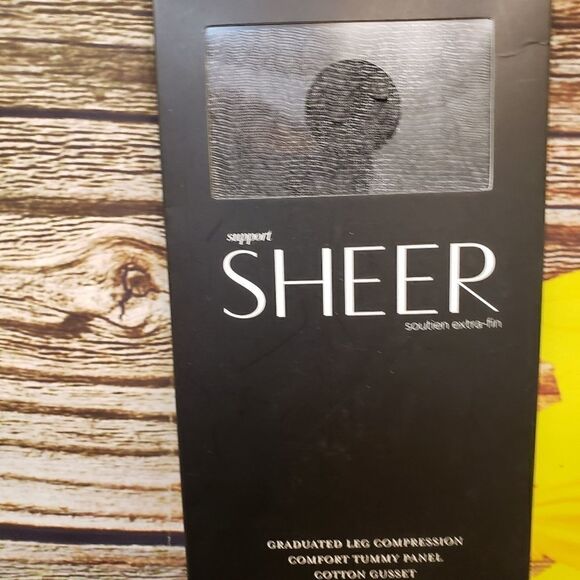 support
SHEER
soutien extra-fin
GRADUATED LEG COMPRESSION
COMFORT TUMMY PANEL
COTTON GUSSET